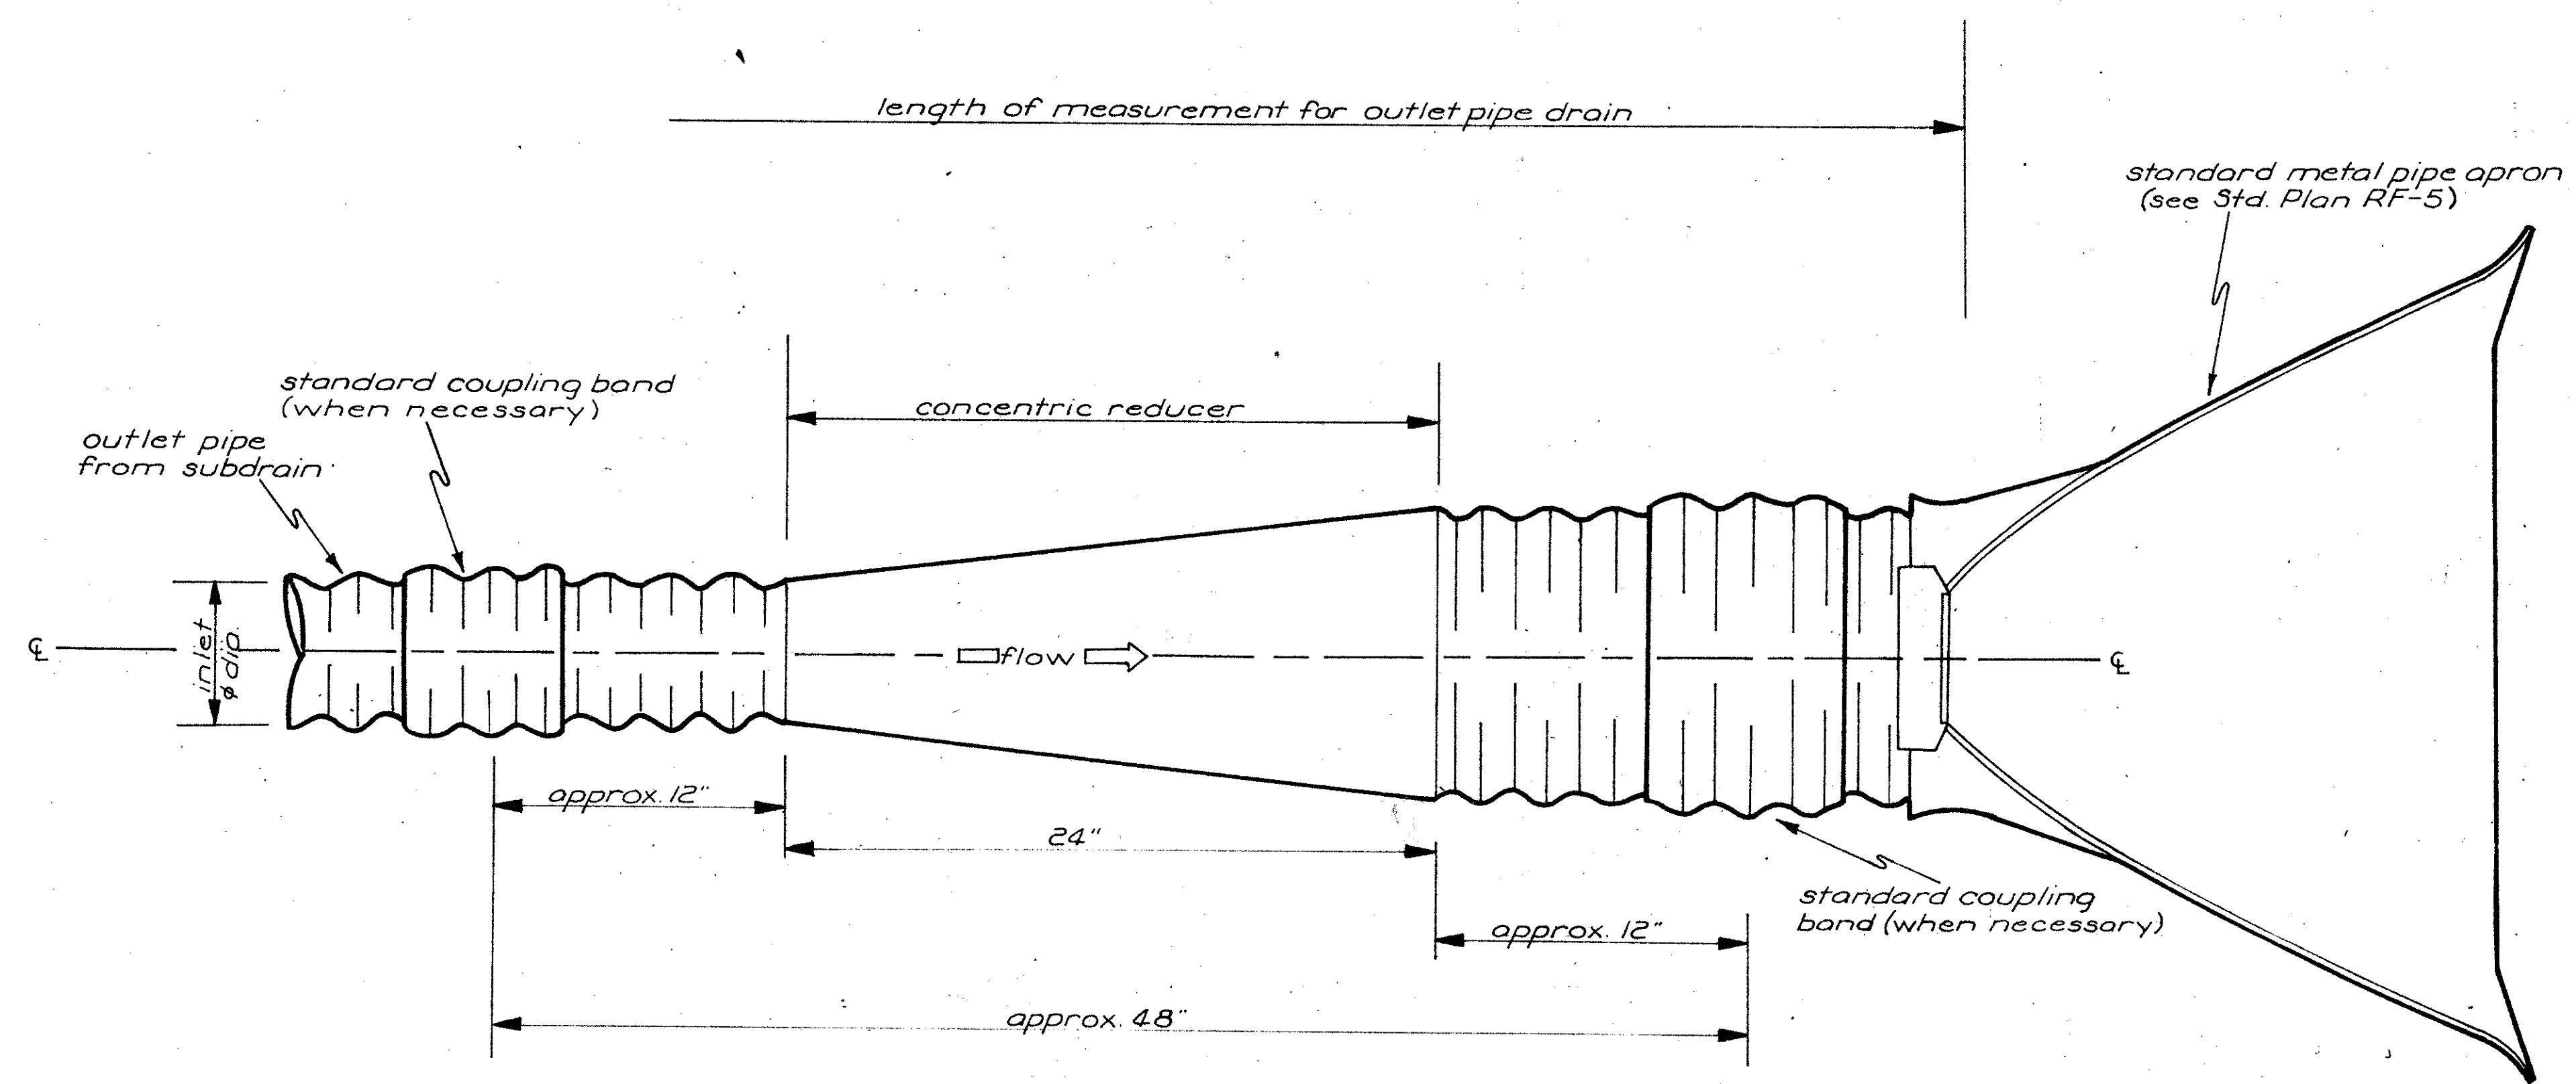 length of measurement for outlet pipe drain
standard metal pipe apron
(see Std. Plan RF-5)
standard coupling band
(when necessary)
concentric reducer
outlet pipe
from subdrain
℄
inlet
ϕ dia.
flow
℄
approx. 12"
24"
standard coupling
band (when necessary)
approx. 12"
approx. 48"